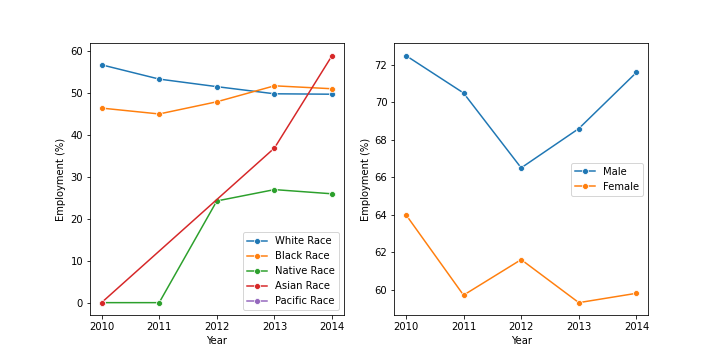 60
50
40
30
20
10
0
Employment (%)
2010 2011 2012 2013 2014
Year
White Race
Black Race
Native Race
Asian Race
Pacific Race
72
70
68
66
64
62
60
Employment (%)
2010 2011 2012 2013 2014
Year
Male
Female